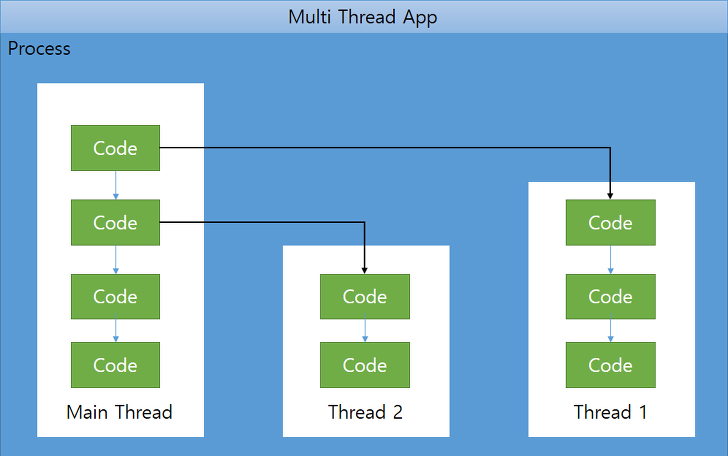 Multi Thread App
Process
Code
Code
Code
Code
Main Thread
Code
Code
Thread 2
Code
Code
Code
Thread 1